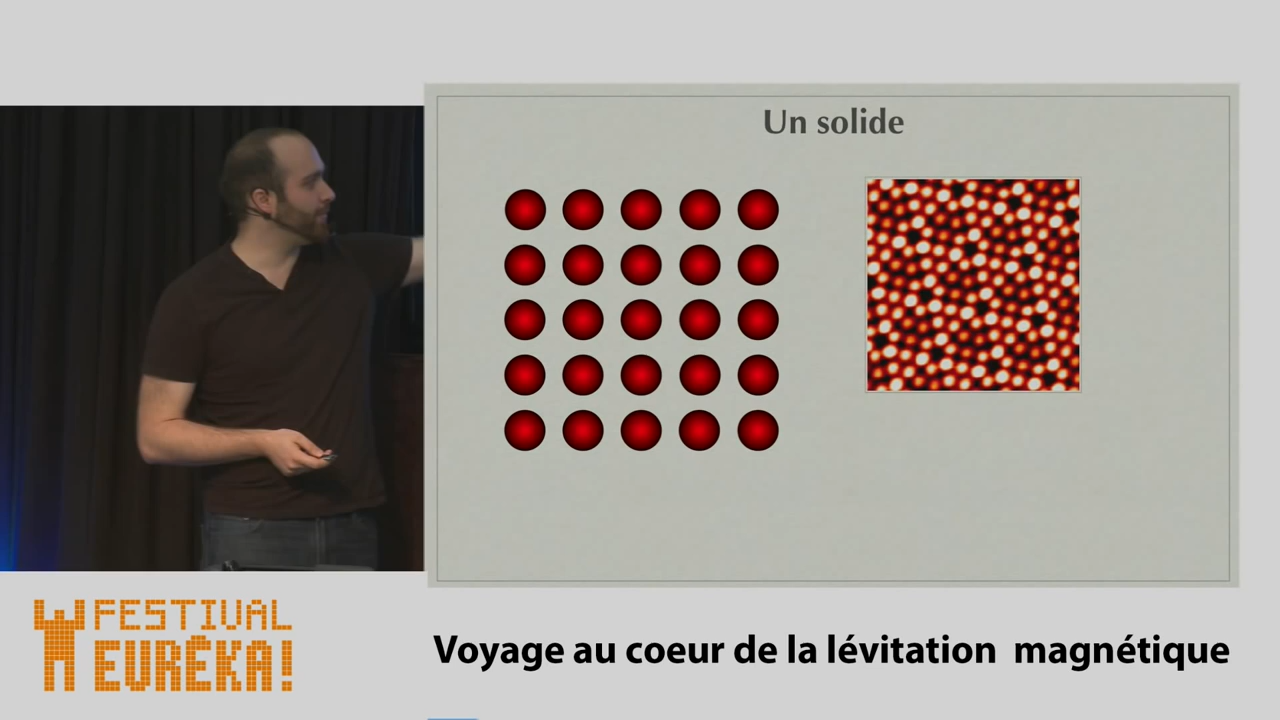 Un solide
FESTIVAL
EURÊKA!
Voyage au coeur de la lévitation magnétique